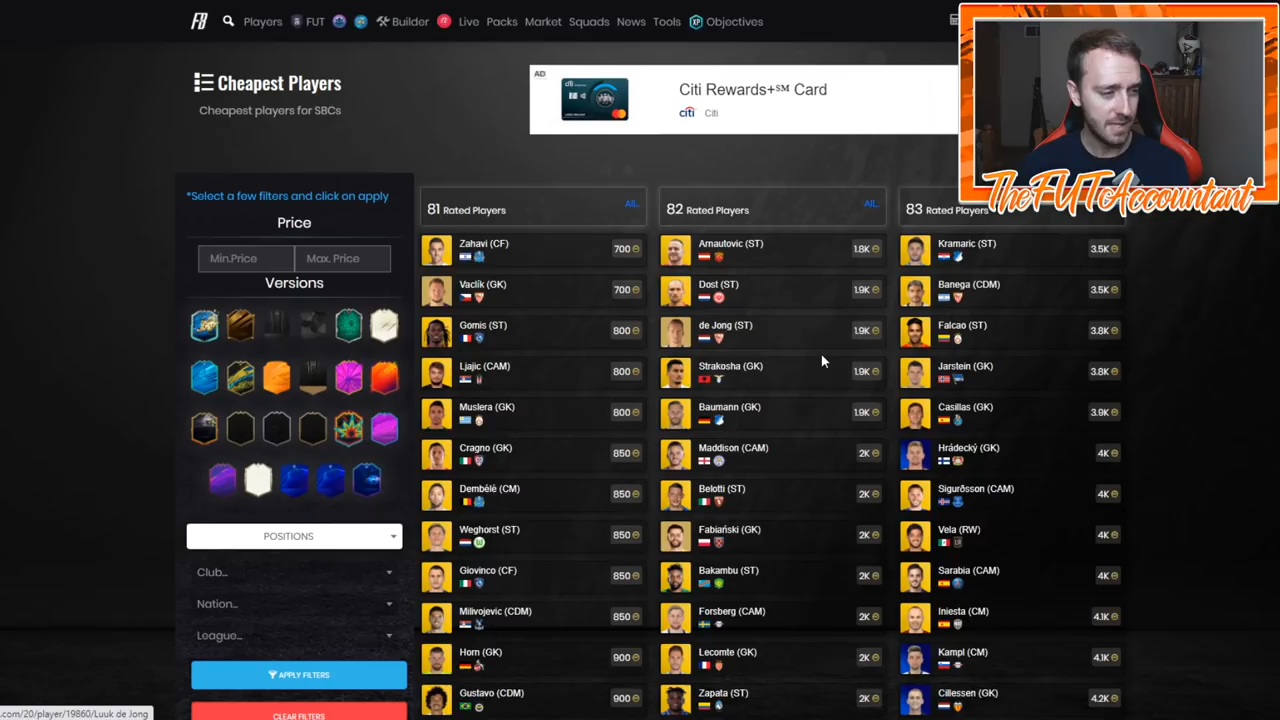 FB Players FUT Builder Live Packs Market Squads News Tools XP Objectives
Cheapest Players
Cheapest players for SBCs
AD
citi
Citi Rewards+℠ Card
citi Citi
TheFUTAccountant
*Select a few filters and click on apply
Price
Min.Price Max. Price
Versions
POSITIONS
Club...
Nation...
League...
APPLY FILTERS
CLEAR FILTERS
81 Rated Players All..
Zahavi (CF) 700
Vaclík (GK) 700
Gomis (ST) 800
Ljajic (CAM) 800
Muslera (GK) 800
Cragno (GK) 850
Dembélé (CM) 850
Weghorst (ST) 850
Giovinco (CF) 850
Milivojevic (CDM) 850
Horn (GK) 900
Gustavo (CDM) 900
82 Rated Players All..
Arnautovic (ST) 1.8K
Dost (ST) 1.9K
de Jong (ST) 1.9K
Strakosha (GK) 1.9K
Baumann (GK) 1.9K
Maddison (CAM) 2K
Belotti (ST) 2K
Fabiański (GK) 2K
Bakambu (ST) 2K
Forsberg (CAM) 2K
Lecomte (GK) 2K
Zapata (ST) 2K
83 Rated Players
Kramaric (ST) 3.5K
Banega (CDM) 3.5K
Falcao (ST) 3.8K
Jarstein (GK) 3.8K
Casillas (GK) 3.9K
Hrádecký (GK) 4K
Sigurðsson (CAM) 4K
Vela (RW) 4K
Sarabia (CAM) 4K
Iniesta (CM) 4.1K
Kampl (CM) 4.1K
Cillessen (GK) 4.2K
.com/20/player/19860/Luuk de Jong